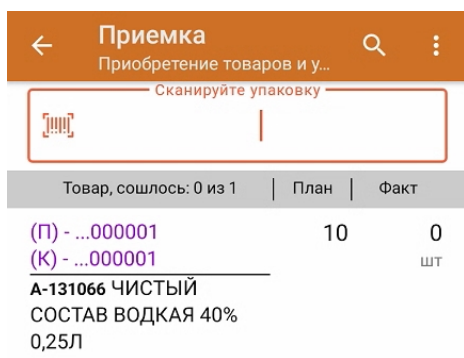 Приемка
Приобретение товаров и у...
Сканируйте упаковку
Товар, сошлось: 0 из 1 | План | Факт
(П) - ...000001 10 0
(К) - ...000001 шт
А-131066 ЧИСТЫЙ
СОСТАВ ВОДКАЯ 40%
0,25Л